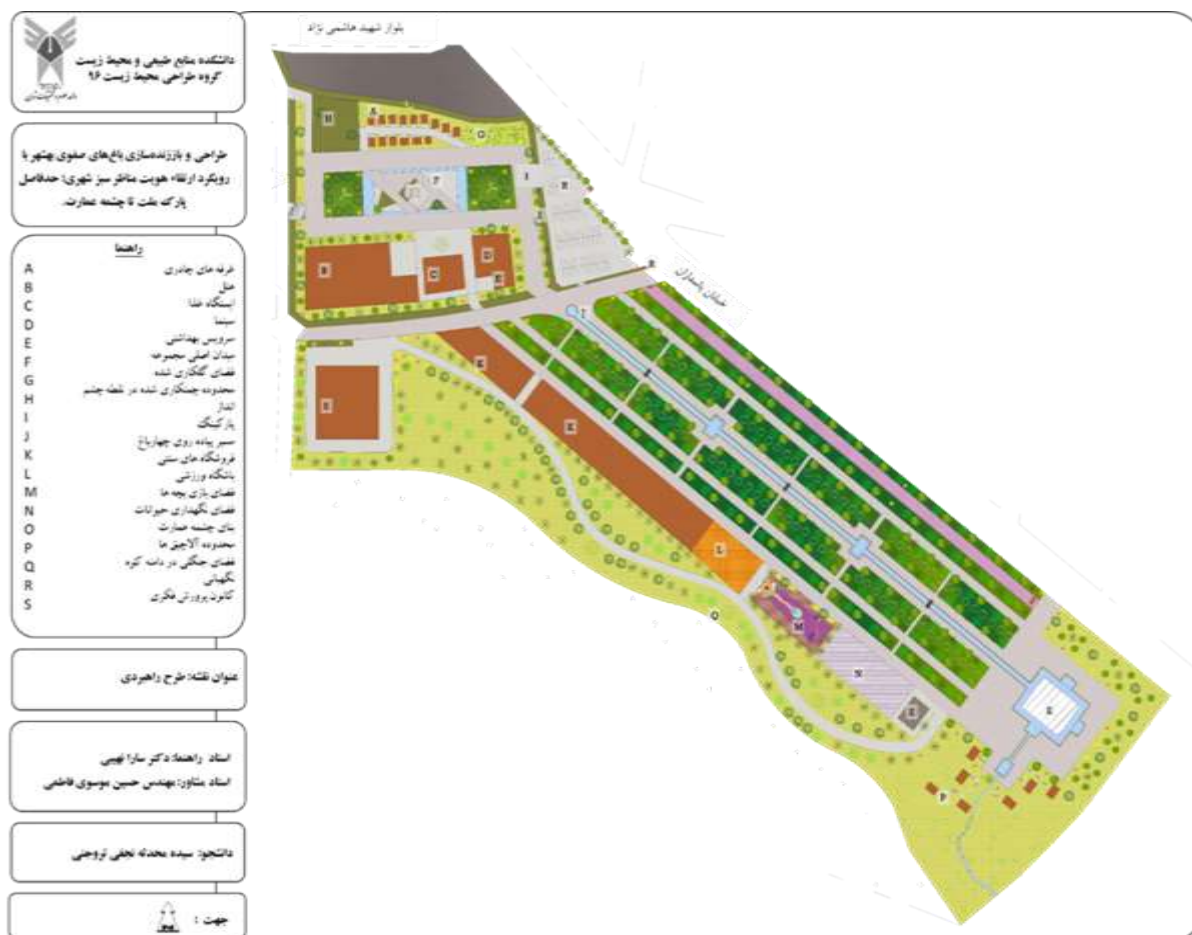 بلوار شهید هاشمی نژاد
دانشکده منابع طبیعی و محیط زیست
گروه طراحی محیط زیست ۹۶
طراحی و باززنده‌سازی باغ‌های صفوی بهشهر با
رویکرد ارتقاء هویت مناظر سبز شهری؛ حدفاصل
پارک ملت تا چشمه عمارت.
راهنما
A غرفه های چادری
B هتل
C ایستگاه غذا
D سینما
E سرویس بهداشتی
F میدان اصلی مجموعه
G فضای گلکاری شده
H محدوده چمنکاری شده در نقطه چشم
انداز
I پارکینگ
J مسیر پیاده روی چهارباغ
K فروشگاه های سنتی
L باشگاه ورزشی
M فضای بازی بچه ها
N فضای نگهداری حیوانات
O بنای چشمه عمارت
P محدوده آلاچیق ها
Q فضای جنگلی در دامنه کوه
R نگهبانی
S کانون پرورش فکری
خیابان پاسداران
عنوان نقشه: طرح راهبردی
استاد راهنما: دکتر سارا نهیبی
استاد مشاور: مهندس حسین موسوی فاطمی
دانشجو: سیده محدثه نجفی تروجنی
جهت :